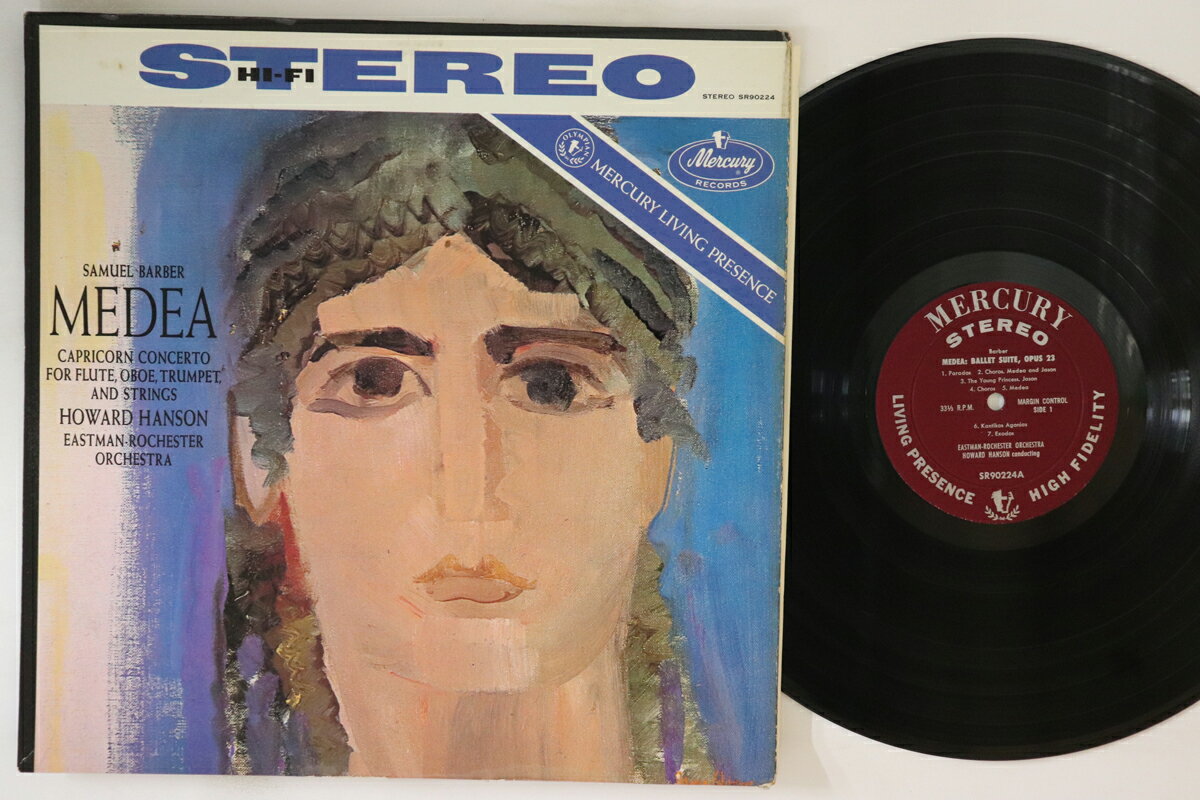 STEREO
HI-FI
STEREO SR90224
OLYMPIAN
MERCURY LIVING PRESENCE
Mercury
RECORDS
SAMUEL BARBER
MEDEA
CAPRICORN CONCERTO
FOR FLUTE, OBOE, TRUMPET,
AND STRINGS
HOWARD HANSON
EASTMAN-ROCHESTER
ORCHESTRA
MERCURY
STEREO
Barber
MEDEA: BALLET SUITE, OPUS 23
1. Parodos 2. Choros. Medea and Jason
3. The Young Princess. Jason
4. Choros 5. Medea
33⅓ R.P.M.
MARGIN CONTROL
SIDE 1
6. Kantikos Agonias
7. Exodos
EASTMAN-ROCHESTER ORCHESTRA
HOWARD HANSON conducting
SR90224A
LIVING PRESENCE
HIGH FIDELITY